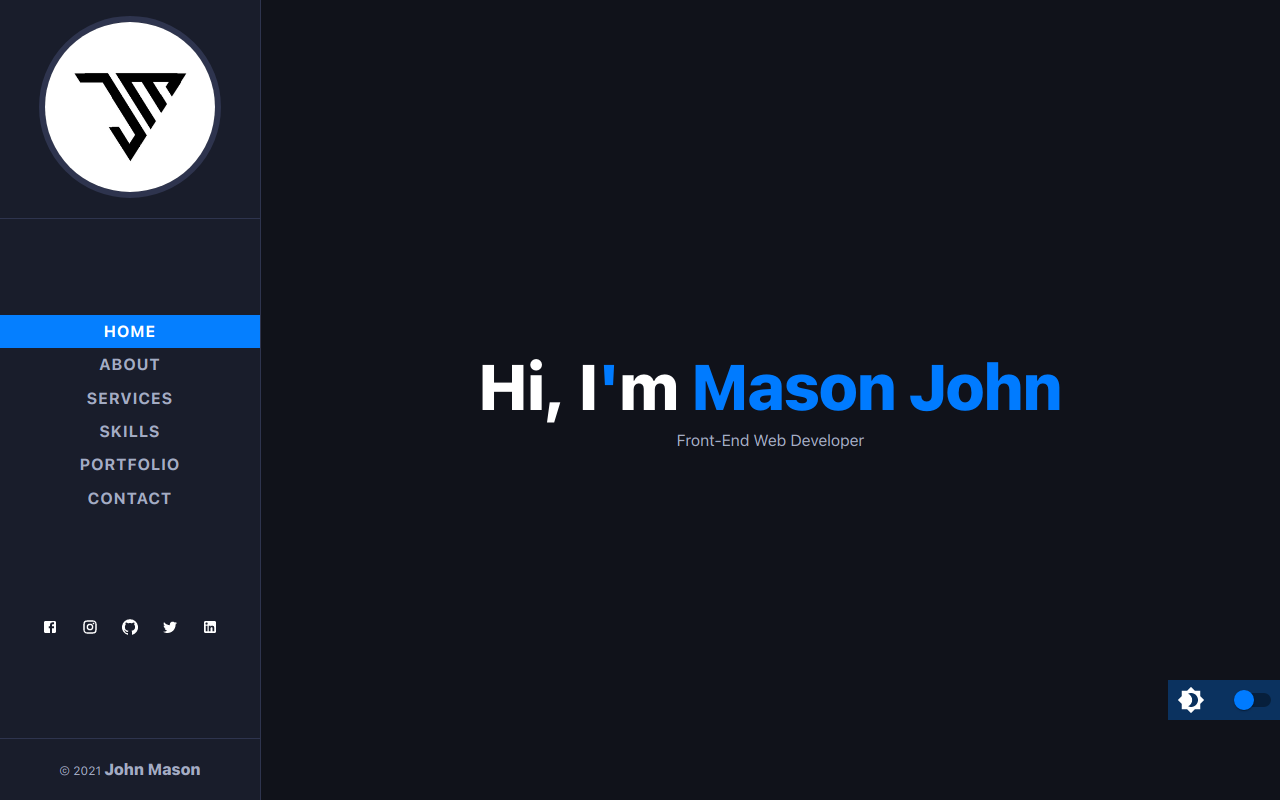 HOME
ABOUT
SERVICES
SKILLS
PORTFOLIO
CONTACT
© 2021 John Mason
Hi, I'm Mason John
Front-End Web Developer